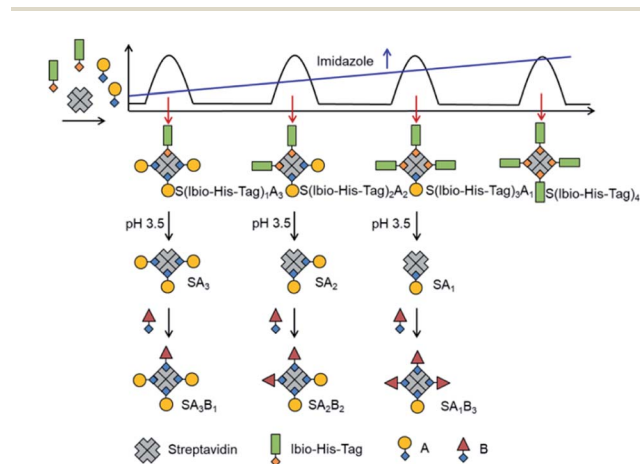 Imidazole
S(Ibio-His-Tag)₁A₃
S(Ibio-His-Tag)₂A₂
S(Ibio-His-Tag)₃A₁
S(Ibio-His-Tag)₄
pH 3.5
pH 3.5
pH 3.5
SA₃
SA₂
SA₁
SA₃B₁
SA₂B₂
SA₁B₃
Streptavidin
Ibio-His-Tag
A
B